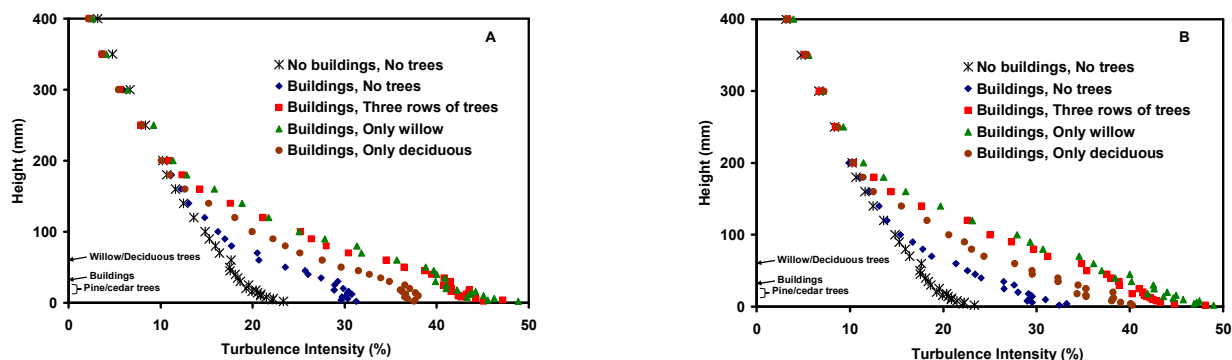 A
400
300
200
100
0
Height (mm)
No buildings, No trees
Buildings, No trees
Buildings, Three rows of trees
Buildings, Only willow
Buildings, Only deciduous
Willow/Deciduous trees
Buildings
Pine/cedar trees
0 10 20 30 40 50
Turbulence Intensity (%)
B
400
300
200
100
0
Height (mm)
No buildings, No trees
Buildings, No trees
Buildings, Three rows of trees
Buildings, Only willow
Buildings, Only deciduous
Willow/Deciduous trees
Buildings
Pine/cedar trees
0 10 20 30 40 50
Turbulence Intensity (%)